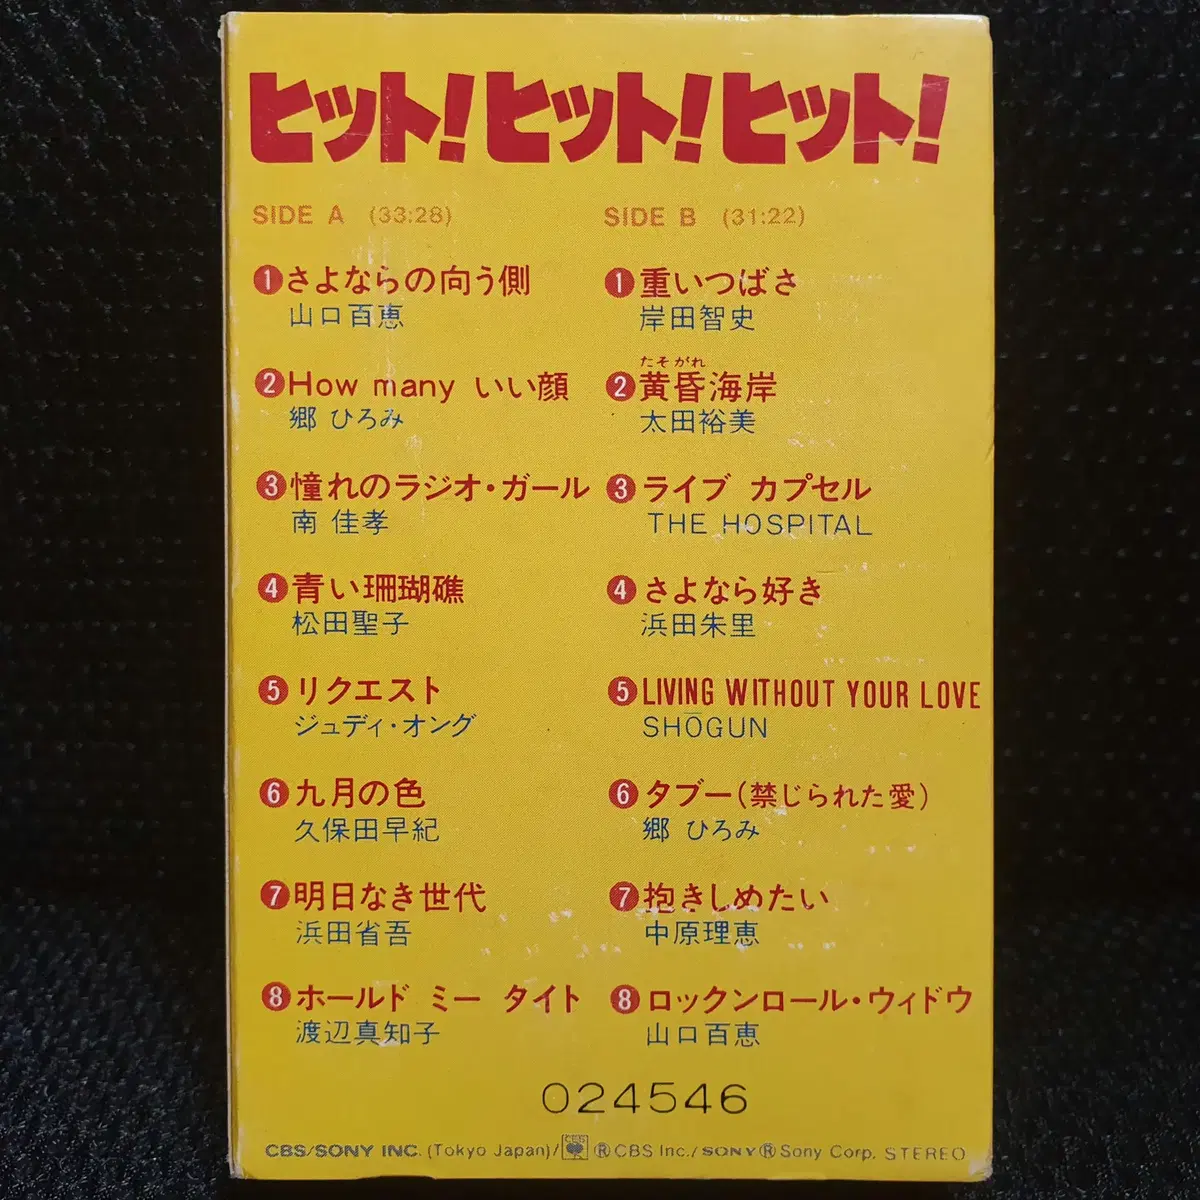 ヒット!ヒット!ヒット!
SIDE A (33:28)
❶さよならの向う側
山口百恵
❷How many いい顔
郷 ひろみ
❸憧れのラジオ・ガール
南 佳孝
❹青い珊瑚礁
松田聖子
❺リクエスト
ジュディ・オング
❻九月の色
久保田早紀
❼明日なき世代
浜田省吾
❽ホールド ミー タイト
渡辺真知子
SIDE B (31:22)
❶重いつばさ
岸田智史
たそがれ
❷黄昏海岸
太田裕美
❸ライブ カプセル
THE HOSPITAL
❹さよなら好き
浜田朱里
❺LIVING WITHOUT YOUR LOVE
SHŌGUN
❻タブー(禁じられた愛)
郷 ひろみ
❼抱きしめたい
中原理恵
❽ロックンロール・ウィドウ
山口百恵
024546
CBS/SONY INC. (Tokyo Japan)/CBS ®CBS Inc./SONY®Sony Corp. STEREO